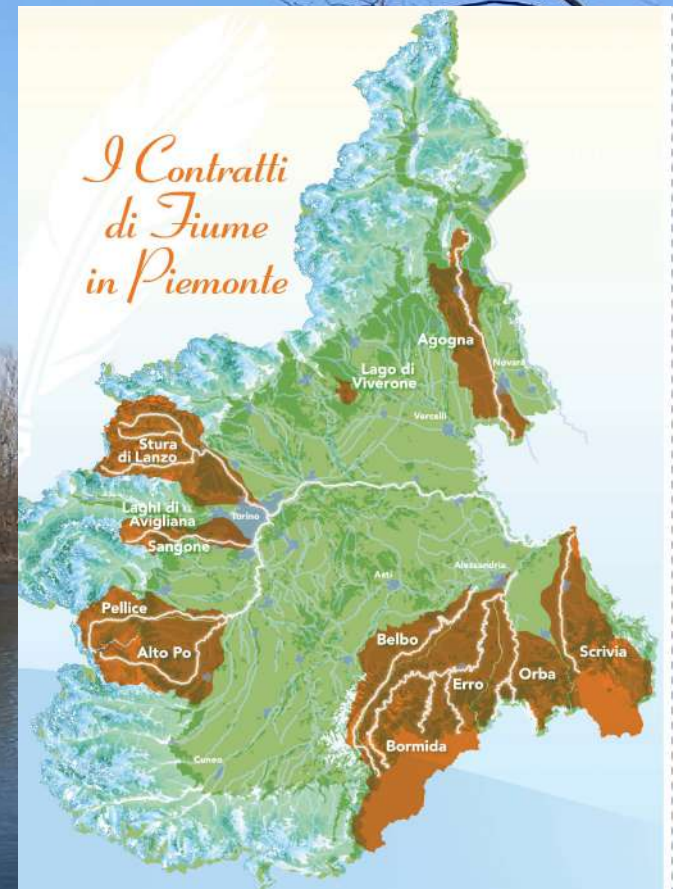 I Contratti
di Fiume
in Piemonte
Agogna
Novara
Lago di
Viverone
Vercelli
Stura
di Lanzo
Laghi di
Avigliana
Torino
Sangone
Asti
Alessandria
Pellice
Alto Po
Belbo
Erro
Orba
Scrivia
Bormida
Cuneo